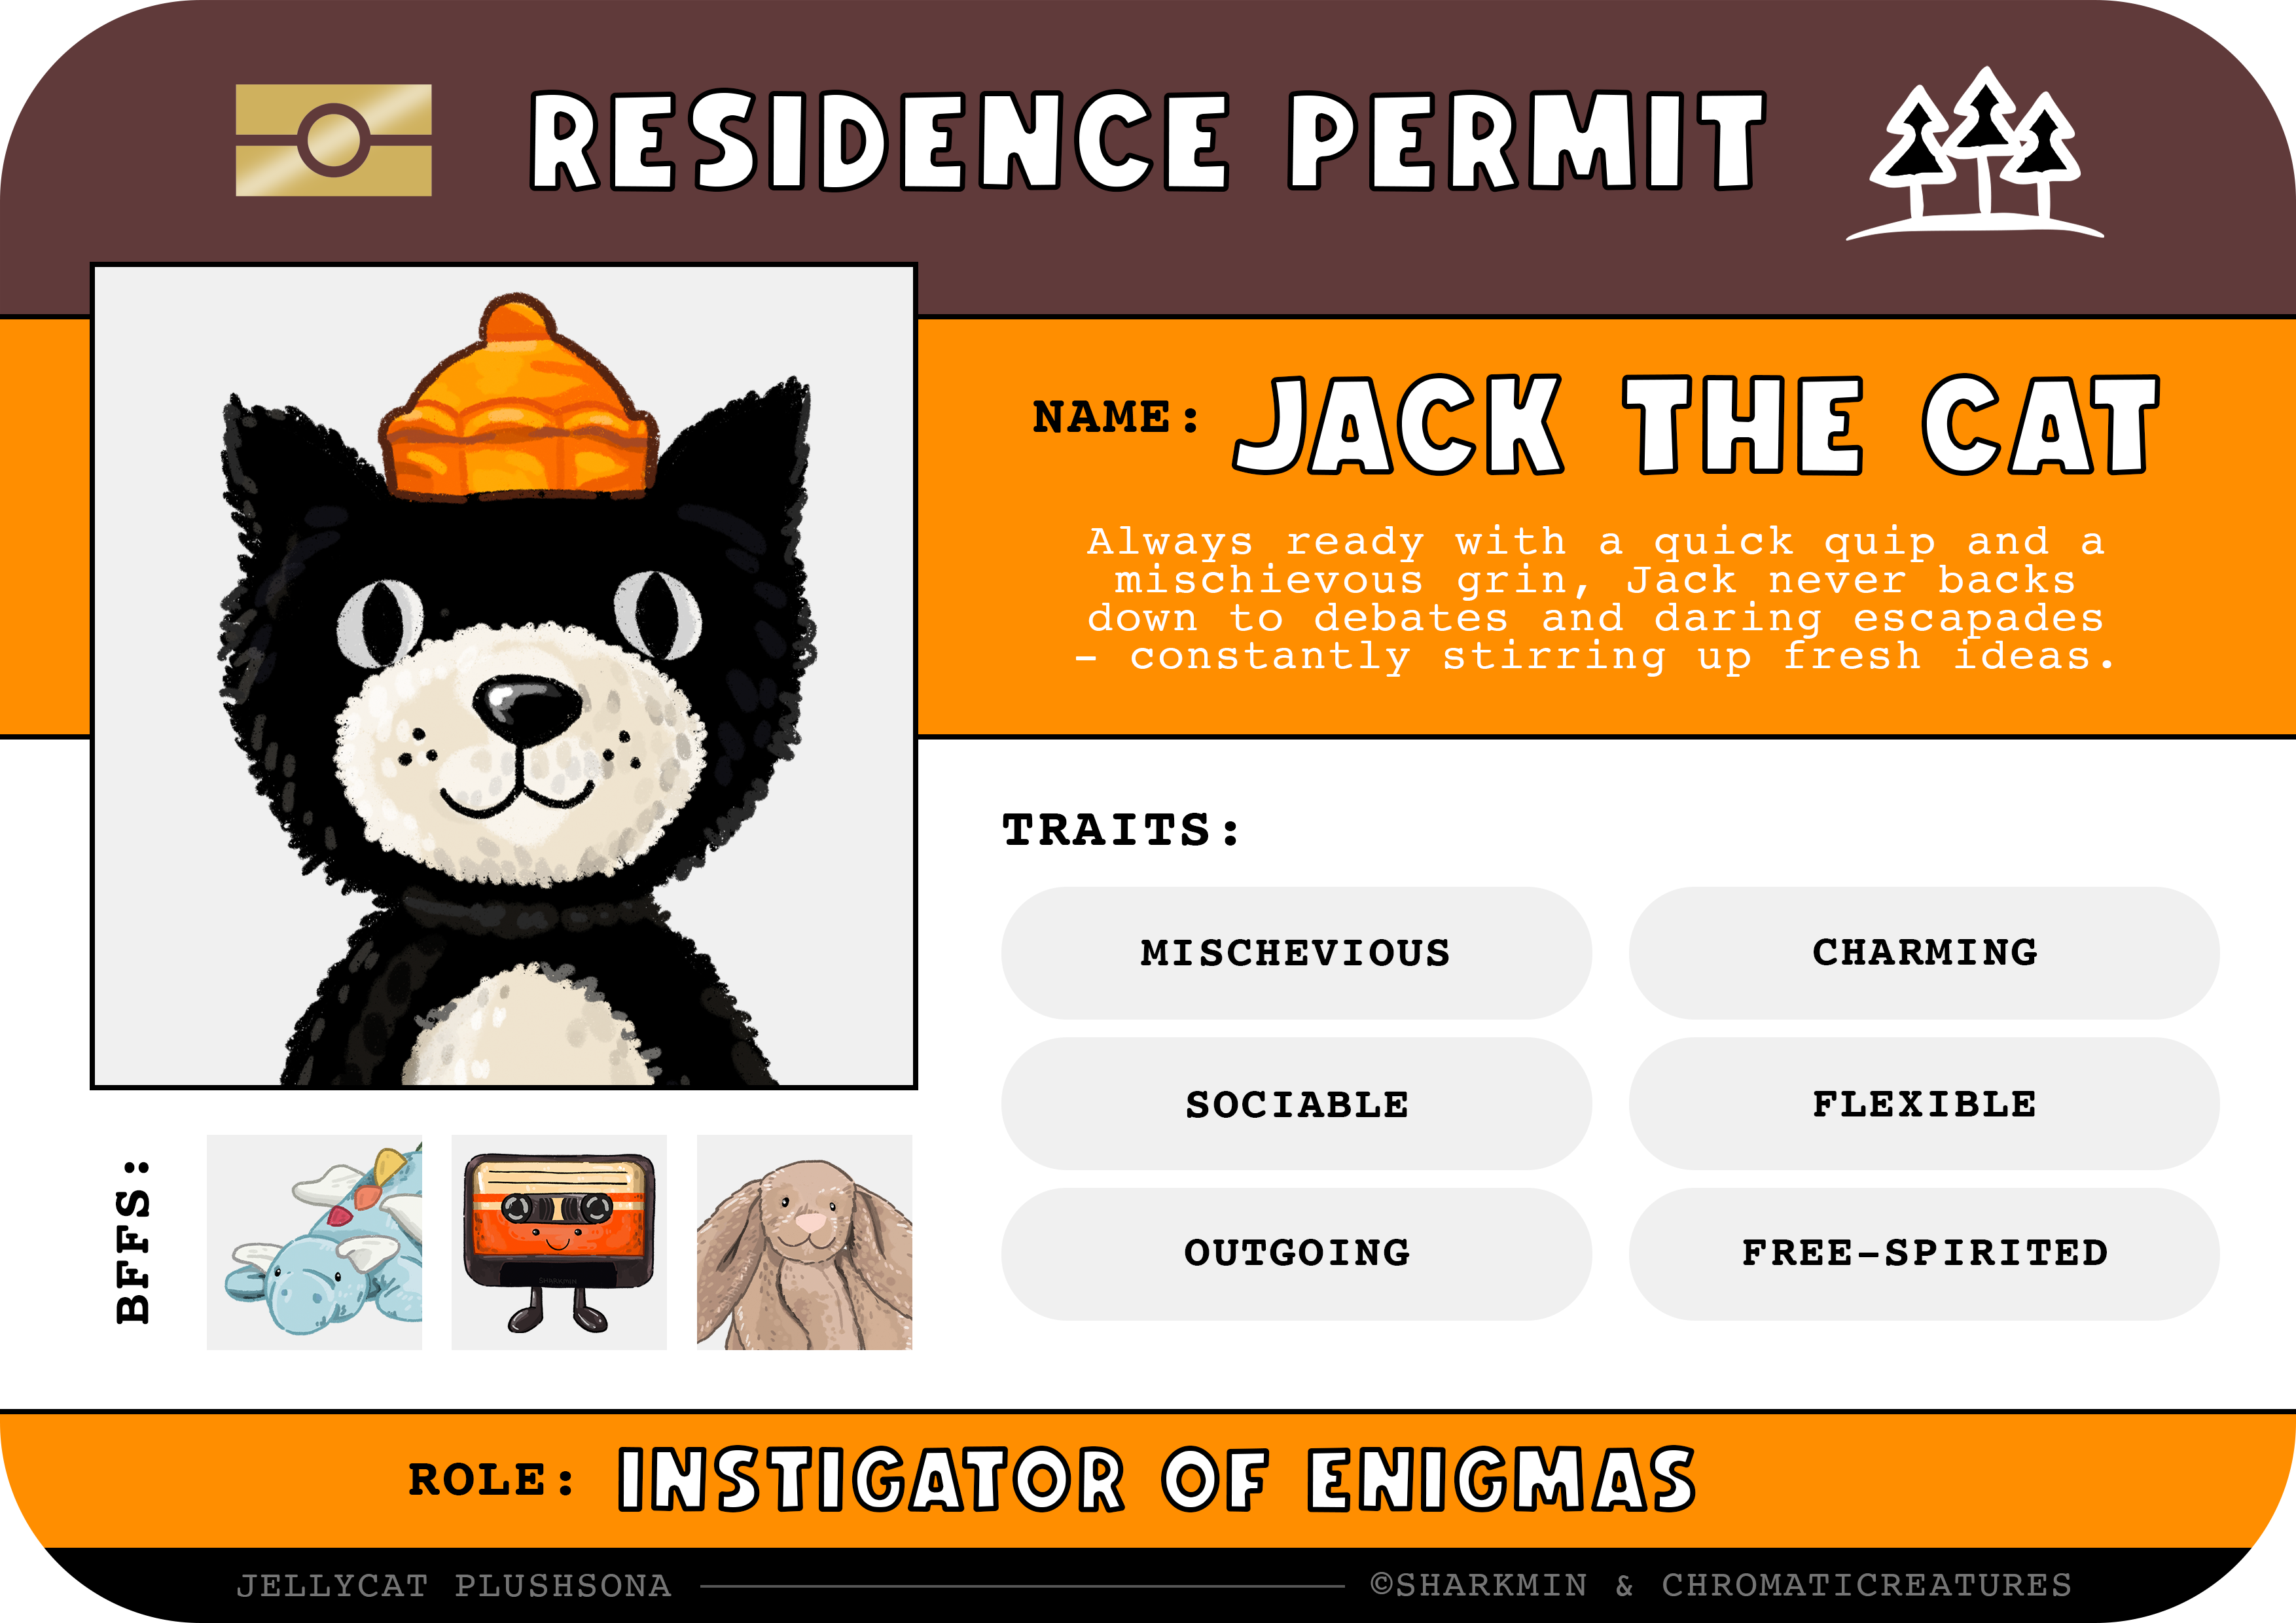 RESIDENCE PERMIT
NAME: JACK THE CAT
Always ready with a quick quip and a
mischievous grin, Jack never backs
down to debates and daring escapades
- constantly stirring up fresh ideas.
TRAITS:
MISCHEVIOUS
CHARMING
SOCIABLE
FLEXIBLE
OUTGOING
FREE-SPIRITED
BFFS:
SHARKMIN
ROLE: INSTIGATOR OF ENIGMAS
JELLYCAT PLUSHSONA
©SHARKMIN & CHROMATICREATURES